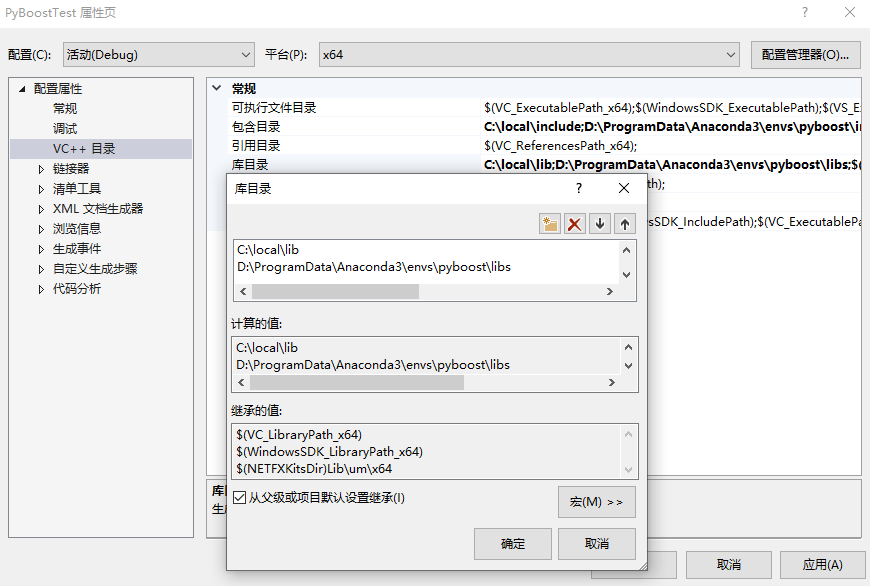 PyBoostTest 属性页
配置(C): 活动(Debug) 平台(P): x64 配置管理器(O)...
配置属性
常规
调试
VC++ 目录
链接器
清单工具
XML 文档生成器
浏览信息
生成事件
自定义生成步骤
代码分析
常规
可执行文件目录 $(VC_ExecutablePath_x64);$(WindowsSDK_ExecutablePath);$(VS_E
包含目录 C:\local\include;D:\ProgramData\Anaconda3\envs\pyboost\i
引用目录 $(VC_ReferencesPath_x64);
库目录 C:\local\lib;D:\ProgramData\Anaconda3\envs\pyboost\libs;$(
th);
sSDK_IncludePath);$(VC_ExecutablePa
库目录
C:\local\lib
D:\ProgramData\Anaconda3\envs\pyboost\libs
计算的值:
C:\local\lib
D:\ProgramData\Anaconda3\envs\pyboost\libs
继承的值:
$(VC_LibraryPath_x64)
$(WindowsSDK_LibraryPath_x64)
$(NETFXKitsDir)Lib\um\x64
从父级或项目默认设置继承(I)
宏(M) >>
确定 取消
库
生
取消 应用(A)